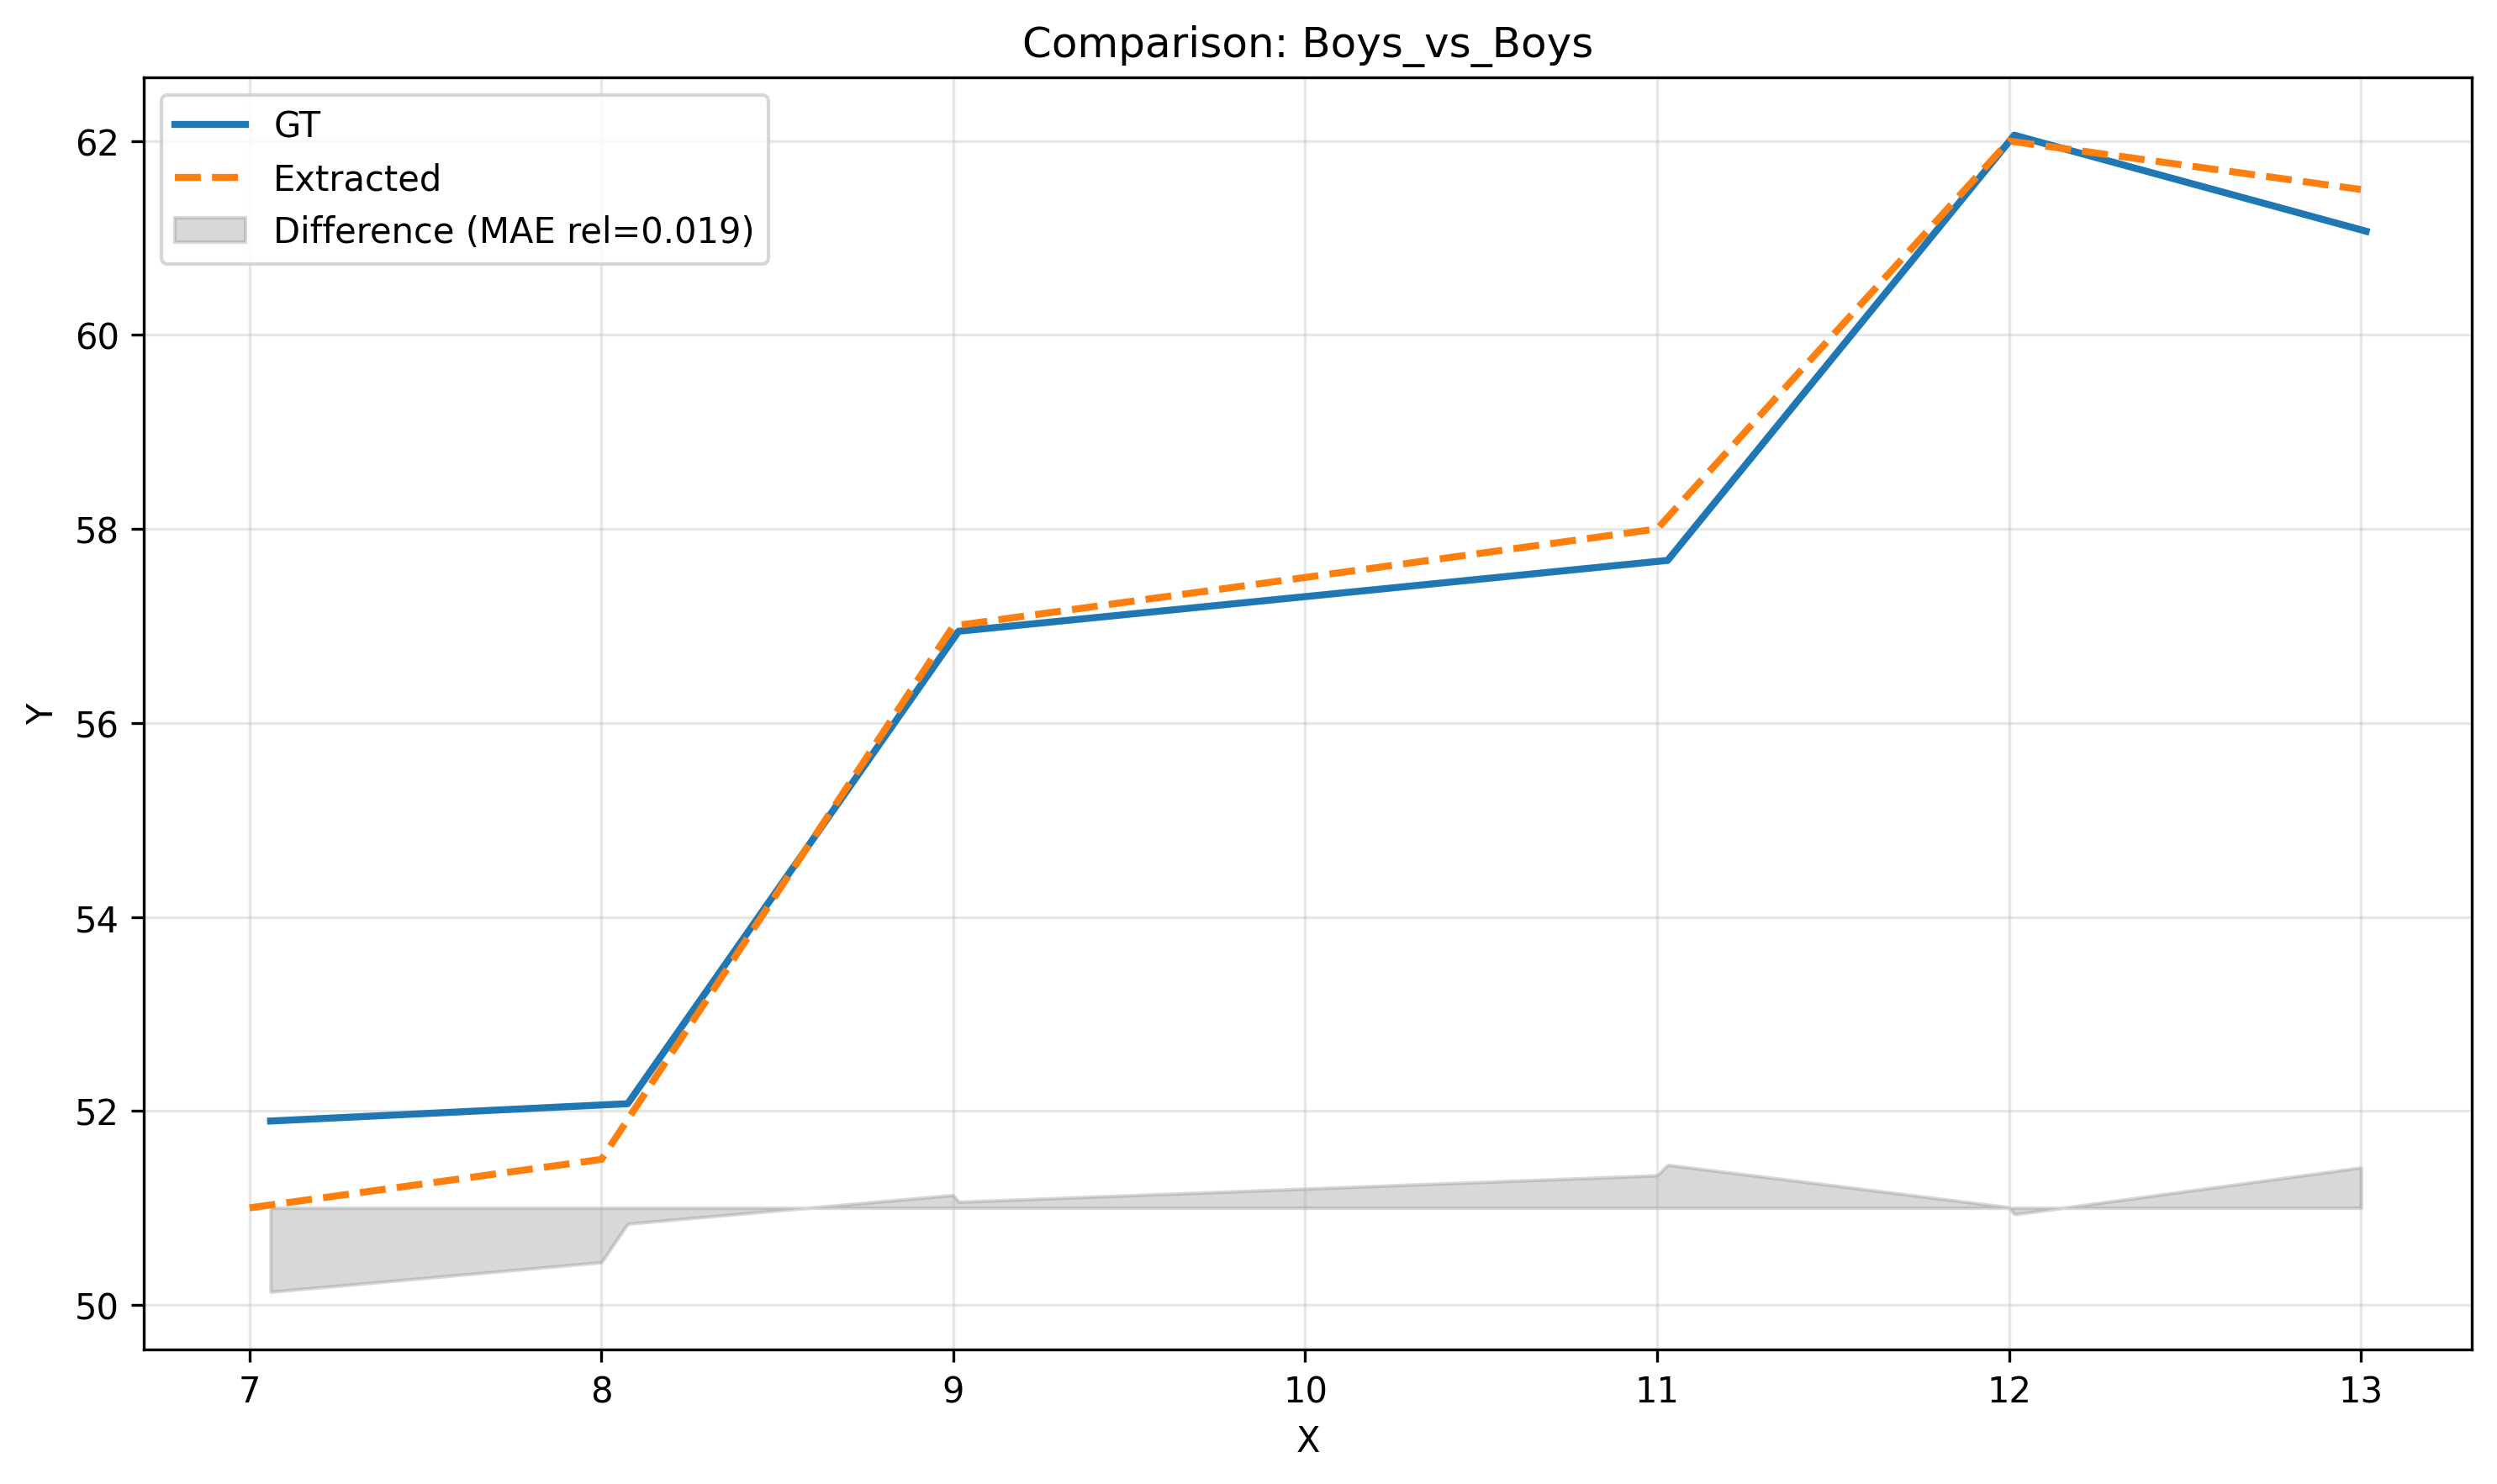 Comparison: Boys_vs_Boys
GT
Extracted
Difference (MAE rel=0.019)
62
60
58
56
54
52
50
Y
7 8 9 10 11 12 13
X